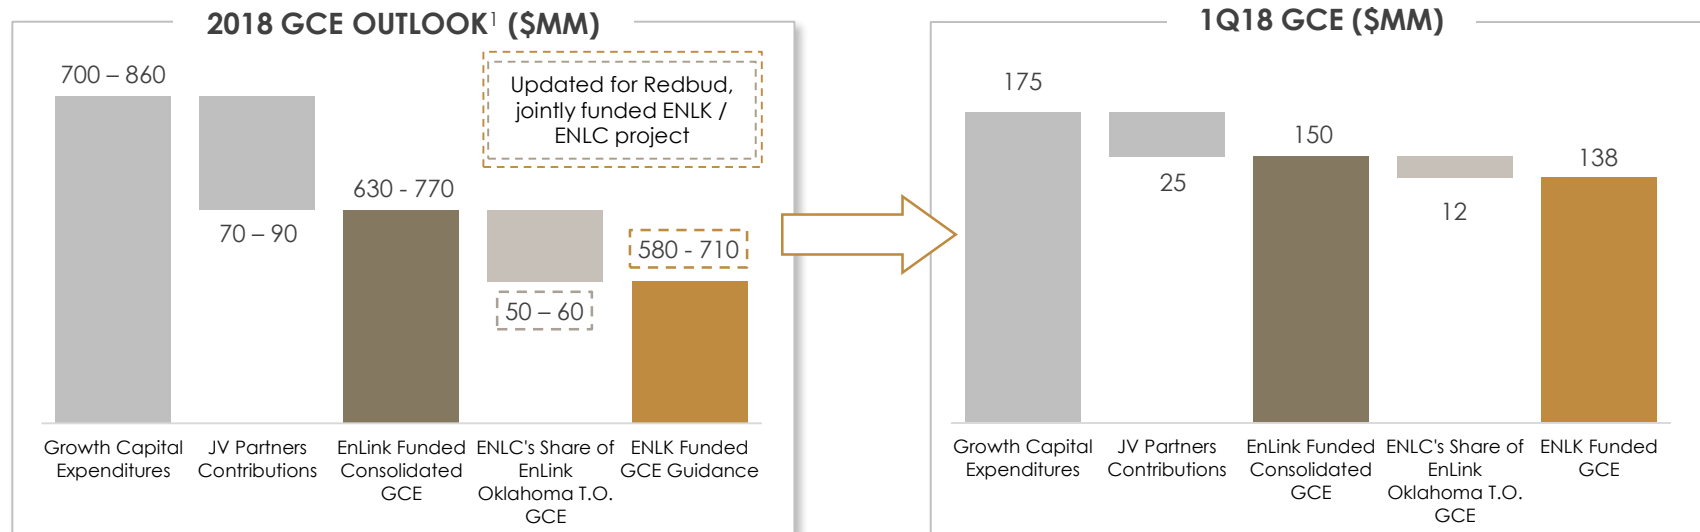 2018 GCE OUTLOOK¹ ($MM)
700 – 860
70 – 90
630 - 770
50 – 60
580 - 710
Updated for Redbud,
jointly funded ENLK /
ENLC project
Growth Capital
Expenditures
JV Partners
Contributions
EnLink Funded
Consolidated
GCE
ENLC's Share of
EnLink
Oklahoma T.O.
GCE
ENLK Funded
GCE Guidance
1Q18 GCE ($MM)
175
25
150
12
138
Growth Capital
Expenditures
JV Partners
Contributions
EnLink Funded
Consolidated
GCE
ENLC's Share of
EnLink
Oklahoma T.O.
GCE
ENLK Funded
GCE